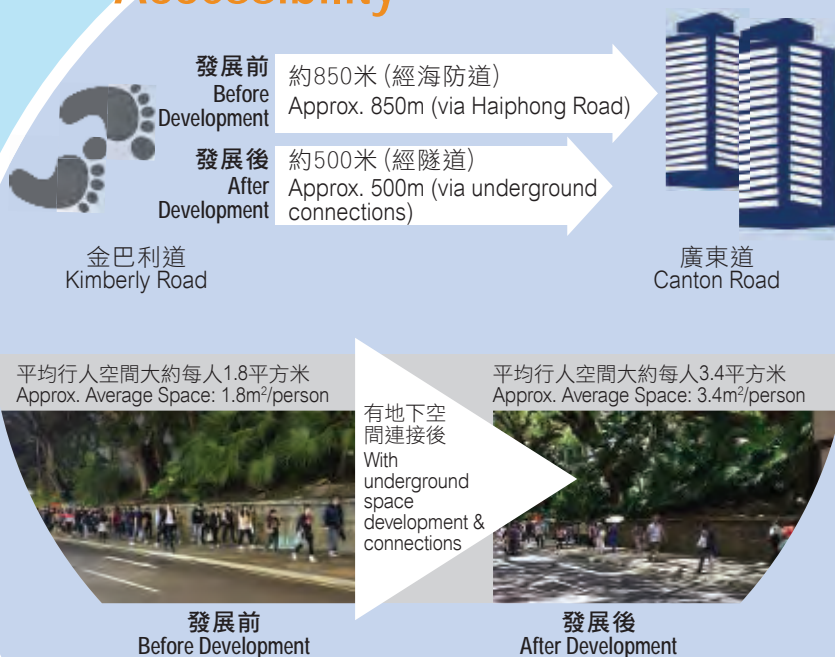 Accessibility
發展前
Before
Development
約850米 (經海防道)
Approx. 850m (via Haiphong Road)
發展後
After
Development
約500米 (經隧道)
Approx. 500m (via underground
connections)
金巴利道
Kimberly Road
廣東道
Canton Road
平均行人空間大約每人1.8平方米
Approx. Average Space: 1.8m²/person
有地下空
間連接後
With
underground
space
development &
connections
平均行人空間大約每人3.4平方米
Approx. Average Space: 3.4m²/person
發展前
Before Development
發展後
After Development